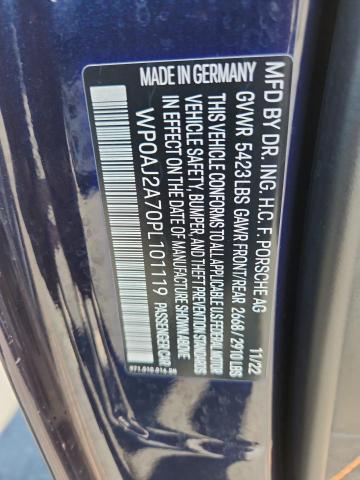 MFD BY DR. ING. H.C. F. PORSCHE AG
11/22
GVWR 5423 LBS GAWR FRONT/REAR 2668/2910 LBS
THIS VEHICLE CONFORMS TO ALL APPLICABLE US FEDERAL MOTOR
VEHICLE SAFETY, BUMPER, AND THEFT PREVENTION STANDARDS
IN EFFECT ON THE DATE OF MANUFACTURE SHOWN ABOVE
WP0AJ2A70PL101119 PASSENGER CAR
MADE IN GERMANY